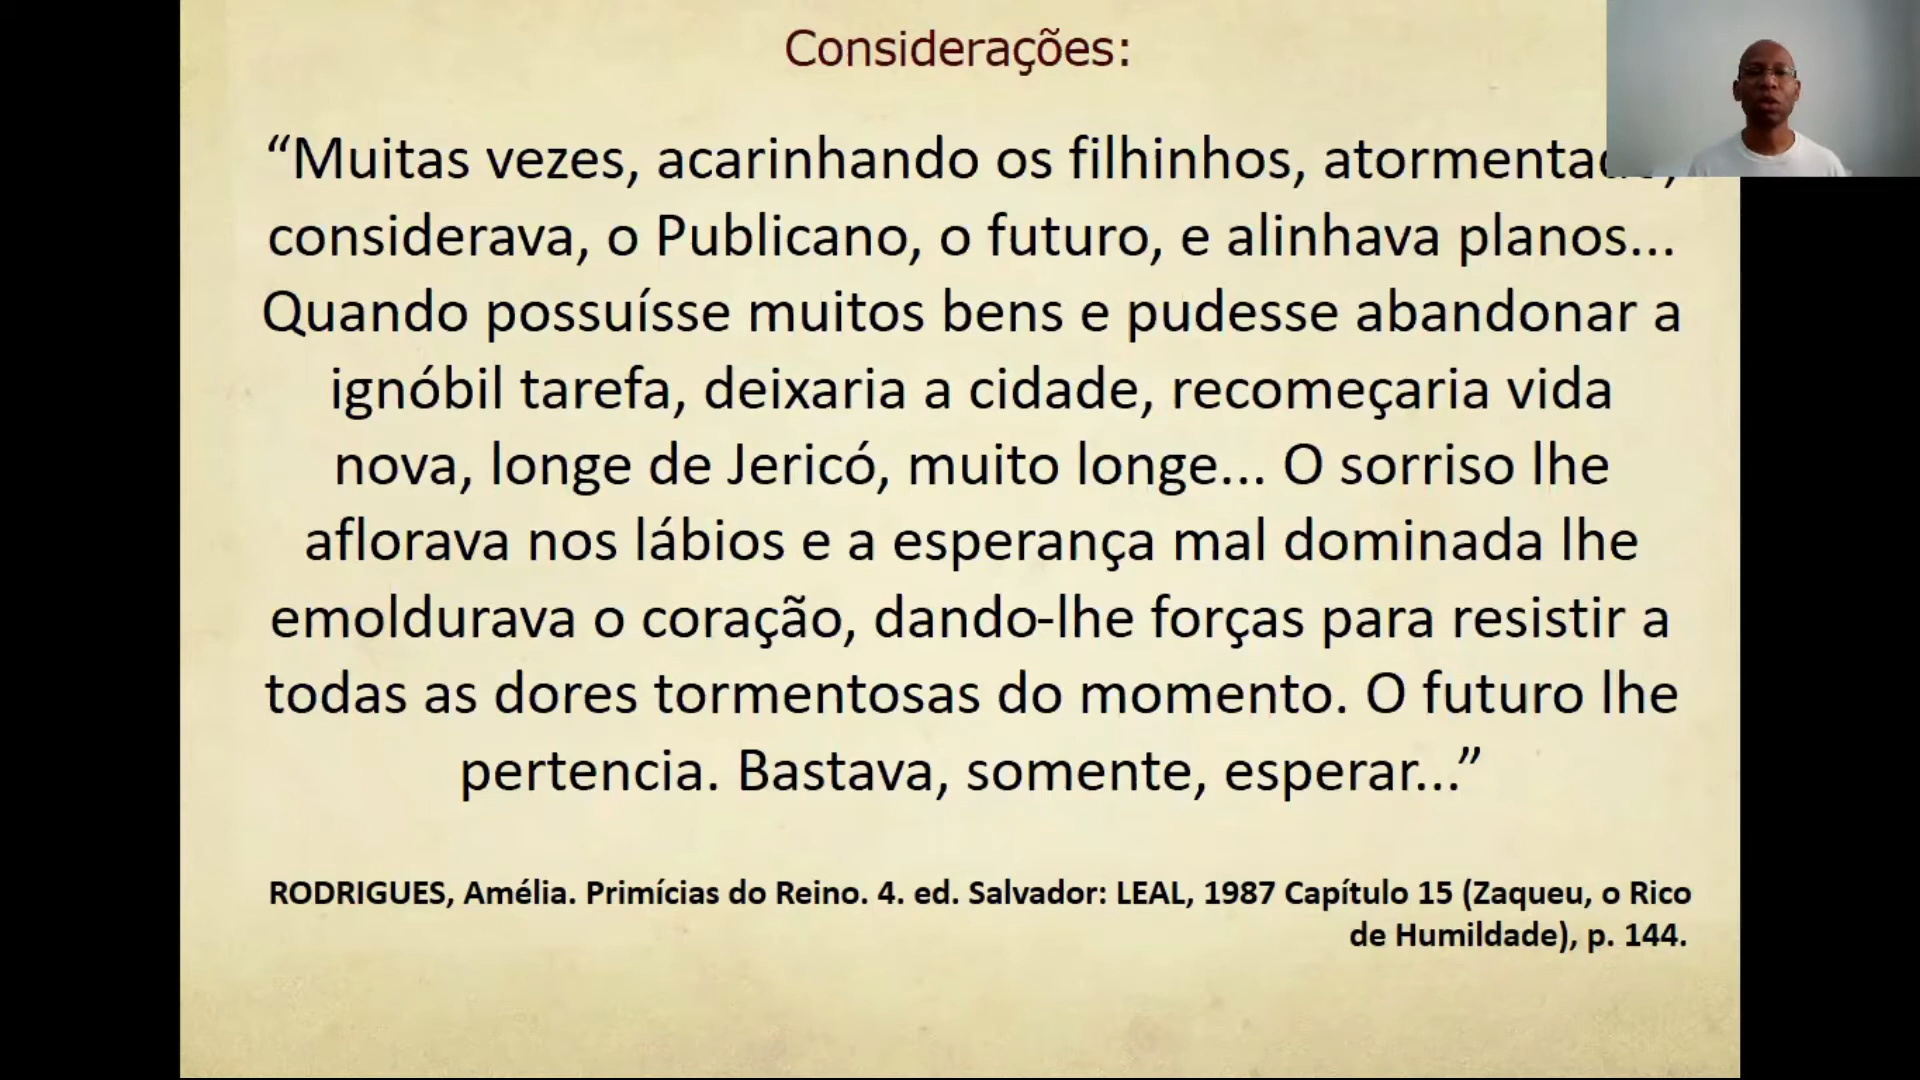 Considerações:
“Muitas vezes, acarinhando os filhinhos,
considerava, o Publicano, o futuro, e alinhava planos...
Quando possuísse muitos bens e pudesse abandonar a
ignóbil tarefa, deixaria a cidade, recomeçaria vida
nova, longe de Jericó, muito longe... O sorriso lhe
aflorava nos lábios e a esperança mal dominada lhe
emoldurava o coração, dando-lhe forças para resistir a
todas as dores tormentosas do momento. O futuro lhe
pertencia. Bastava, somente, esperar...”
RODRIGUES, Amélia. Primícias do Reino. 4. ed. Salvador: LEAL, 1987 Capítulo 15 (Zaqueu, o Rico
de Humildade), p. 144.